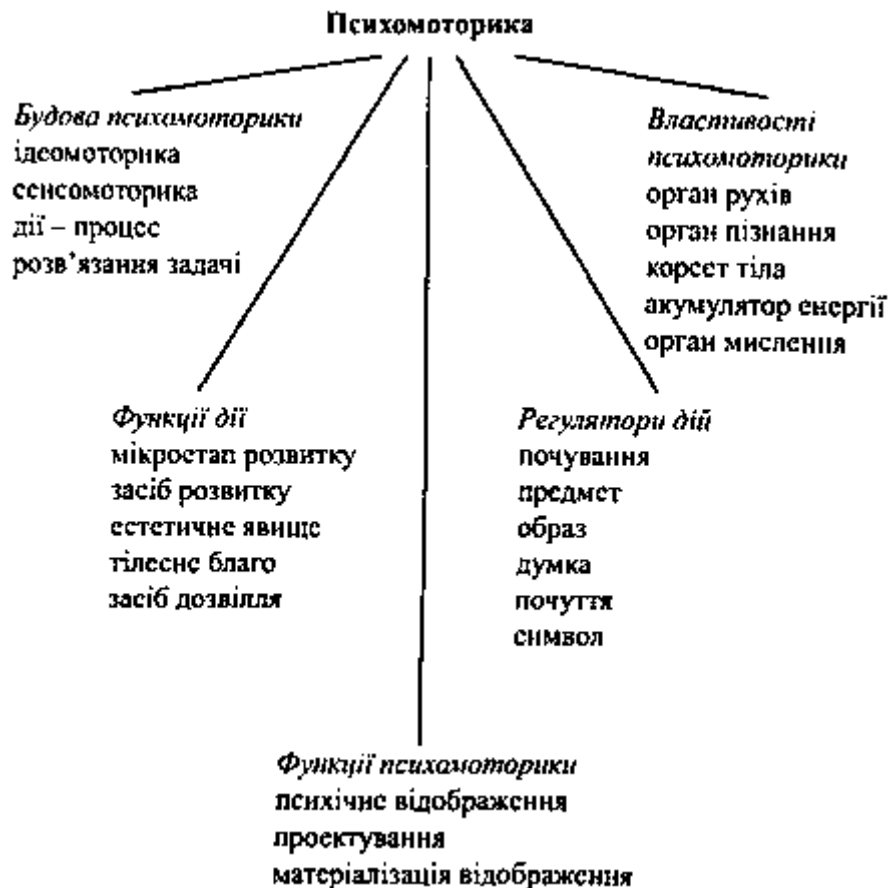 Психомоторика
Будова психомоторики
ідеомоторика
сенсомоторика
дії – процес
розв’язання задачі
Властивості
психомоторики
орган рухів
орган пізнання
корсет тіла
акумулятор енергії
орган мислення
Функції дії
мікроетап розвитку
засіб розвитку
естетичне явище
тілесне благо
засіб дозвілля
Регулятори дій
почування
предмет
образ
думка
почуття
символ
Функції психомоторики
психічне відображення
проектування
матеріалізація відображення